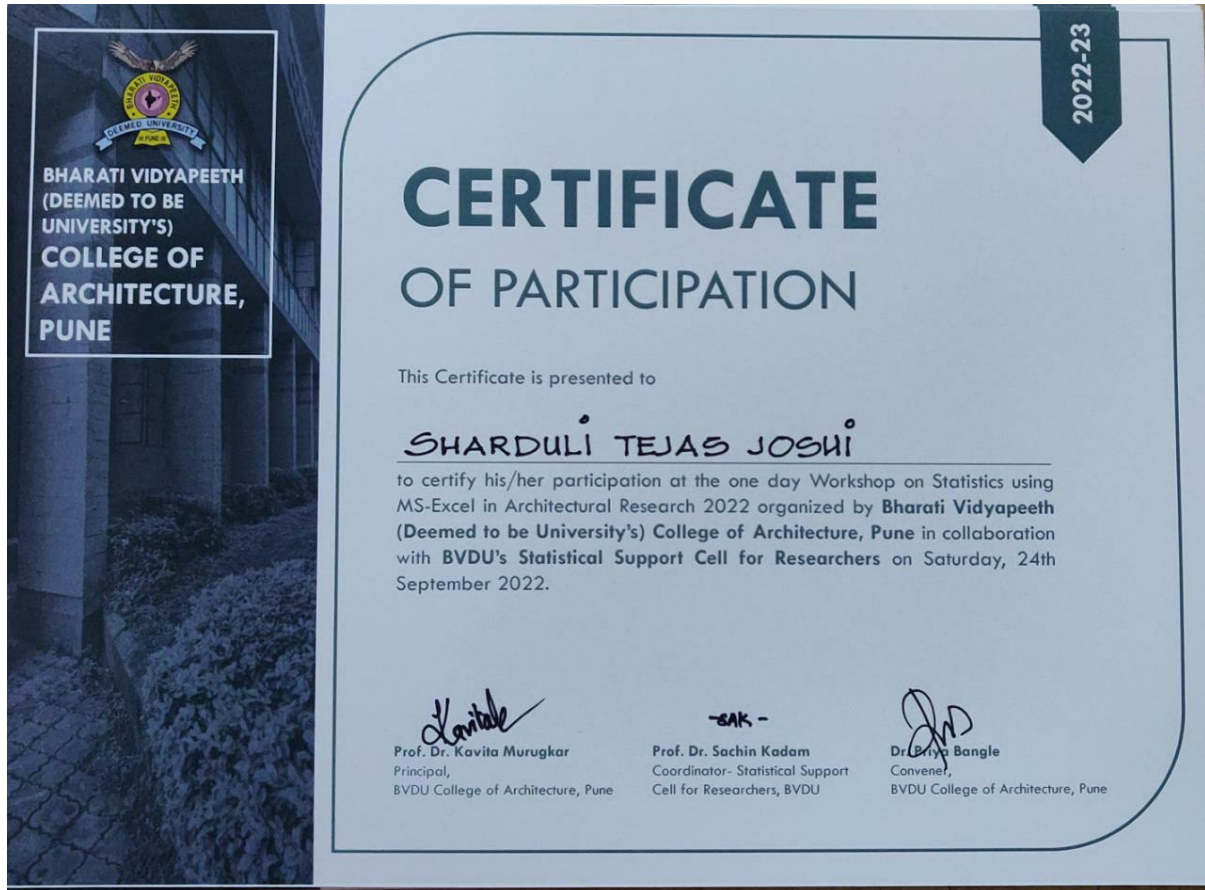 BHARATI VIDYAPEETH
DEEMED UNIVERSITY
PUNE
BHARATI VIDYAPEETH
(DEEMED TO BE
UNIVERSITY'S)
COLLEGE OF
ARCHITECTURE,
PUNE
2022-23
CERTIFICATE
OF PARTICIPATION
This Certificate is presented to
SHARDULI TEJAS JOSHI
to certify his/her participation at the one day Workshop on Statistics using
MS-Excel in Architectural Research 2022 organized by Bharati Vidyapeeth
(Deemed to be University's) College of Architecture, Pune in collaboration
with BVDU's Statistical Support Cell for Researchers on Saturday, 24th
September 2022.
Kavita
-SAK-
Prof. Dr. Kavita Murugkar
Principal,
BVDU College of Architecture, Pune
Prof. Dr. Sachin Kadam
Coordinator- Statistical Support
Cell for Researchers, BVDU
Dr. Priya Bangle
Convener,
BVDU College of Architecture, Pune